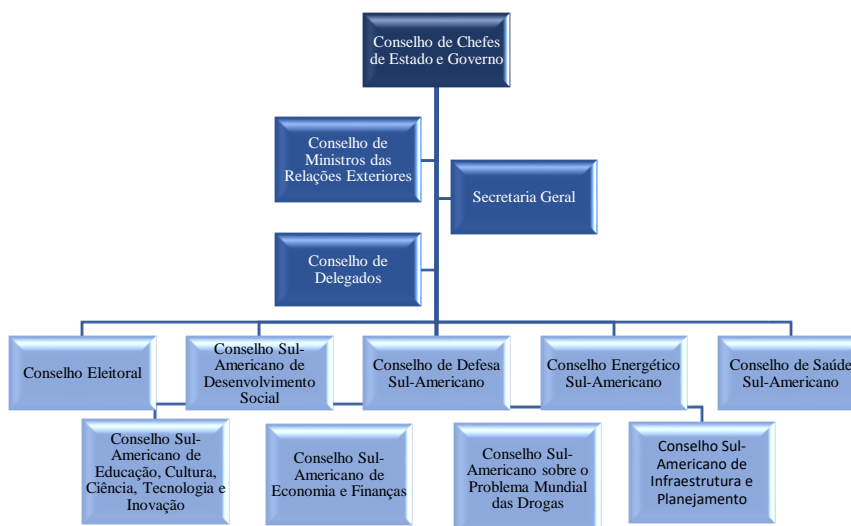 Conselho de Chefes
de Estado e Governo
Conselho de
Ministros das
Relações Exteriores
Secretaria Geral
Conselho de
Delegados
Conselho Eleitoral
Conselho Sul-
Americano de
Desenvolvimento
Social
Conselho de Defesa
Sul-Americano
Conselho Energético
Sul-Americano
Conselho de Saúde
Sul-Americano
Conselho Sul-
Americano de
Educação, Cultura,
Ciência, Tecnologia e
Inovação
Conselho Sul-
Americano de
Economia e Finanças
Conselho Sul-
Americano sobre o
Problema Mundial
das Drogas
Conselho Sul-
Americano de
Infraestrutura e
Planejamento